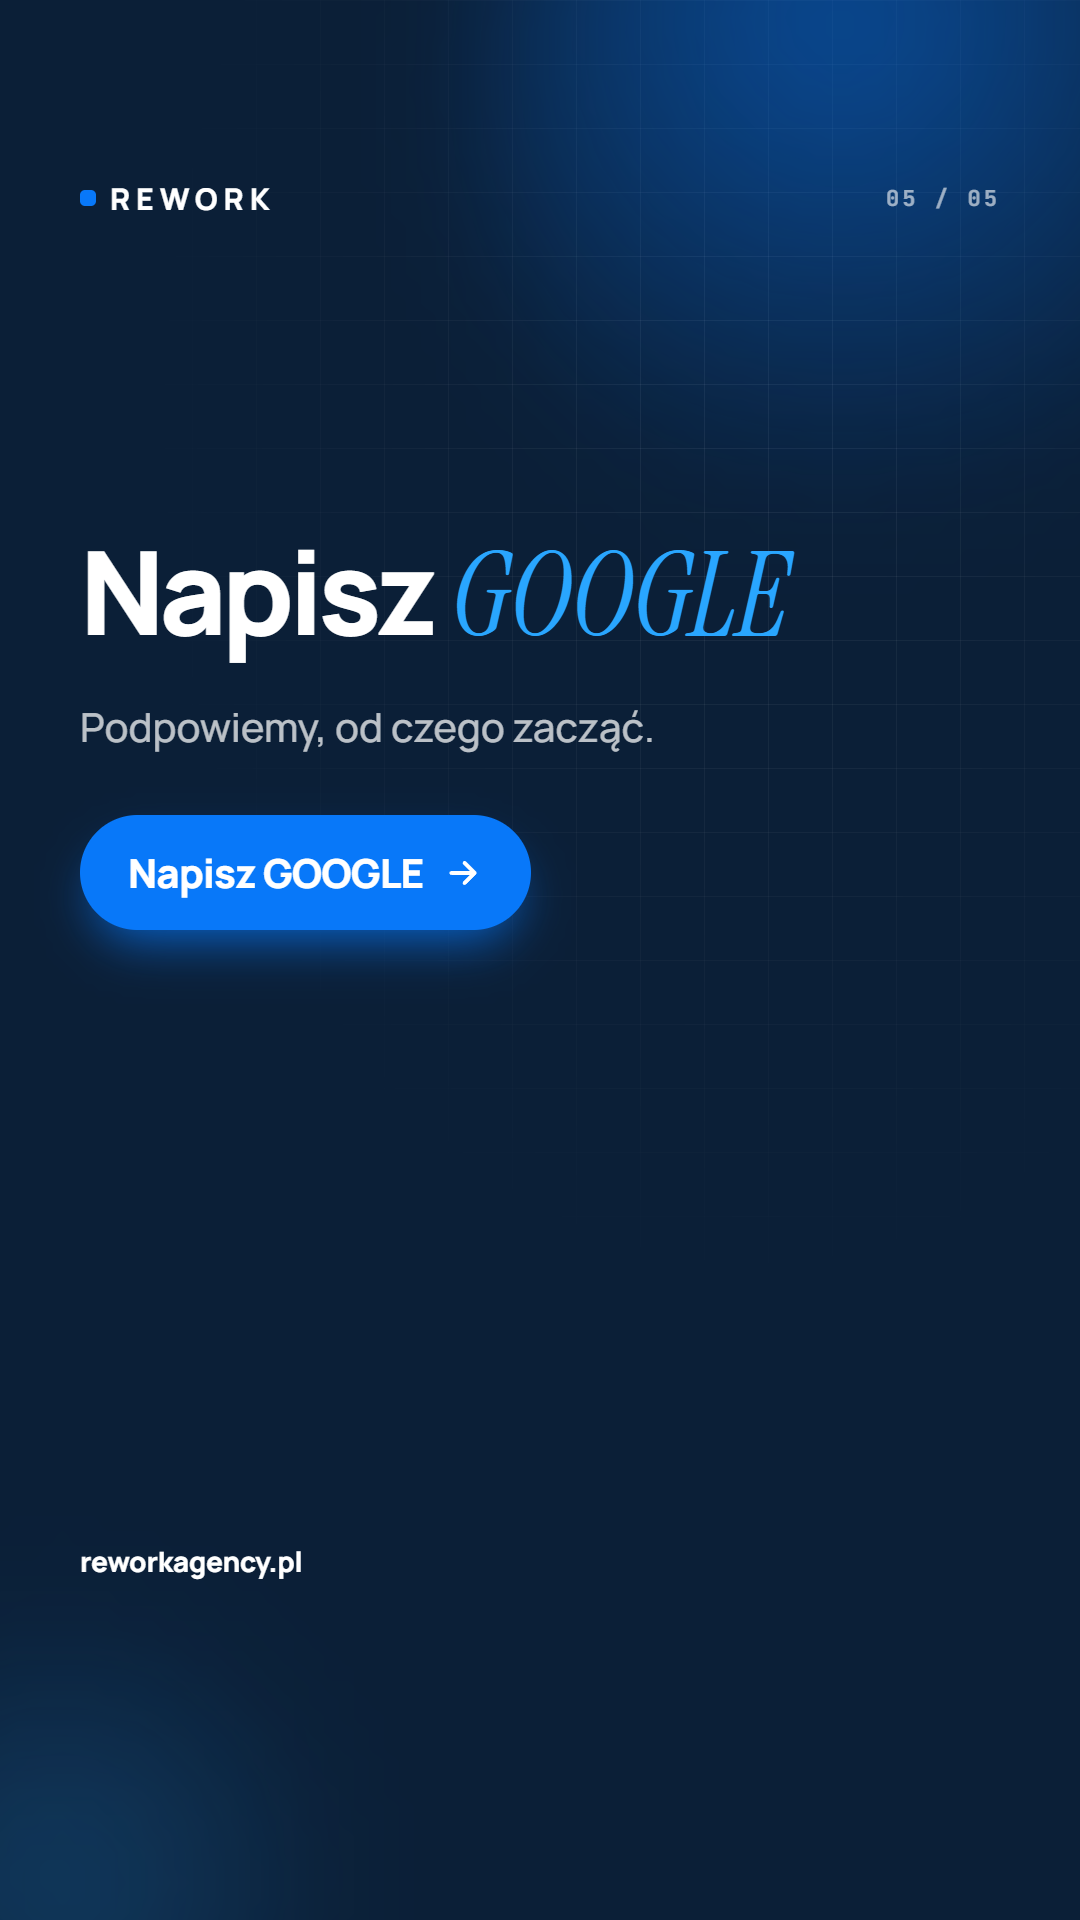 REWORK
05 / 05
Napisz GOOGLE
Podpowiemy, od czego zacząć.
Napisz GOOGLE →
reworkagency.pl